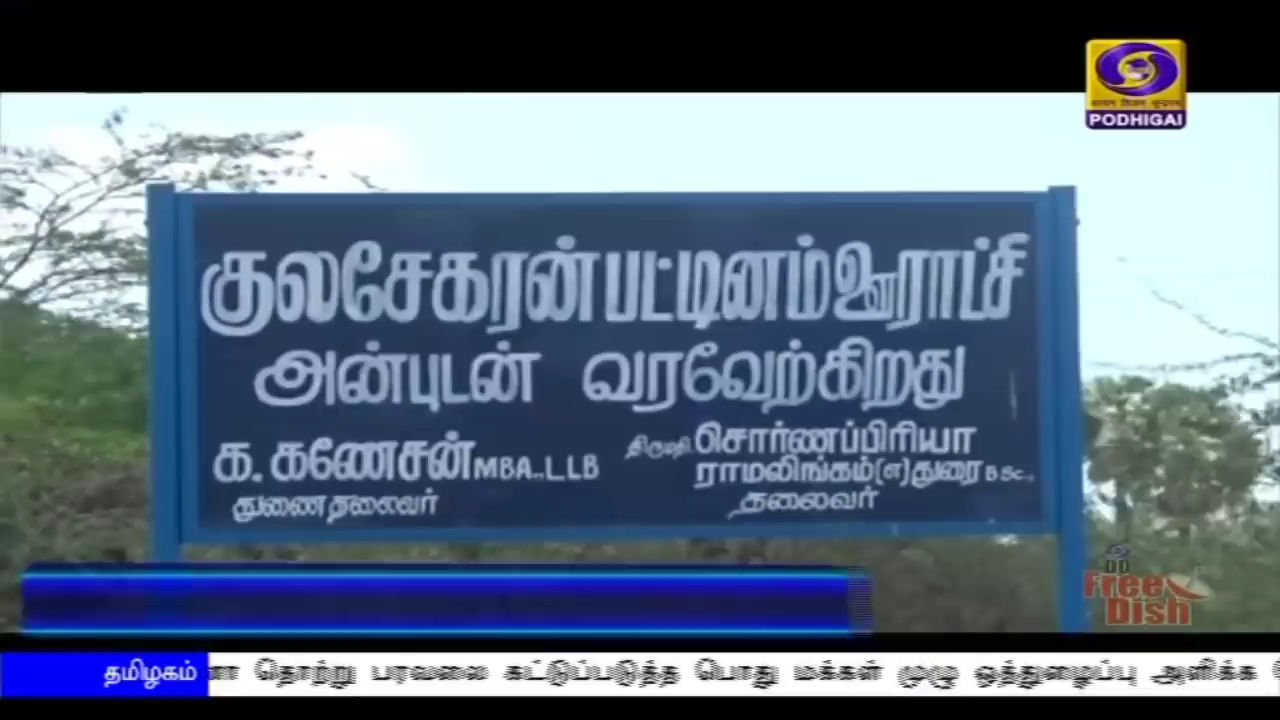 PODHIGAI
குலசேகரன்பட்டினம்ஊராட்சி
அன்புடன் வரவேற்கிறது
க. கணேசன் MBA.,LLB
துணைதலைவர்
திருமதி. சொர்ணப்பிரியா
ராமலிங்கம்(எ)துரை B.Sc.,
தலைவர்
DD
Free
Dish
தமிழகம் னா தொற்று பரவலை கட்டுப்படுத்த பொது மக்கள் முழு ஒத்துழைப்பு அளிக்க